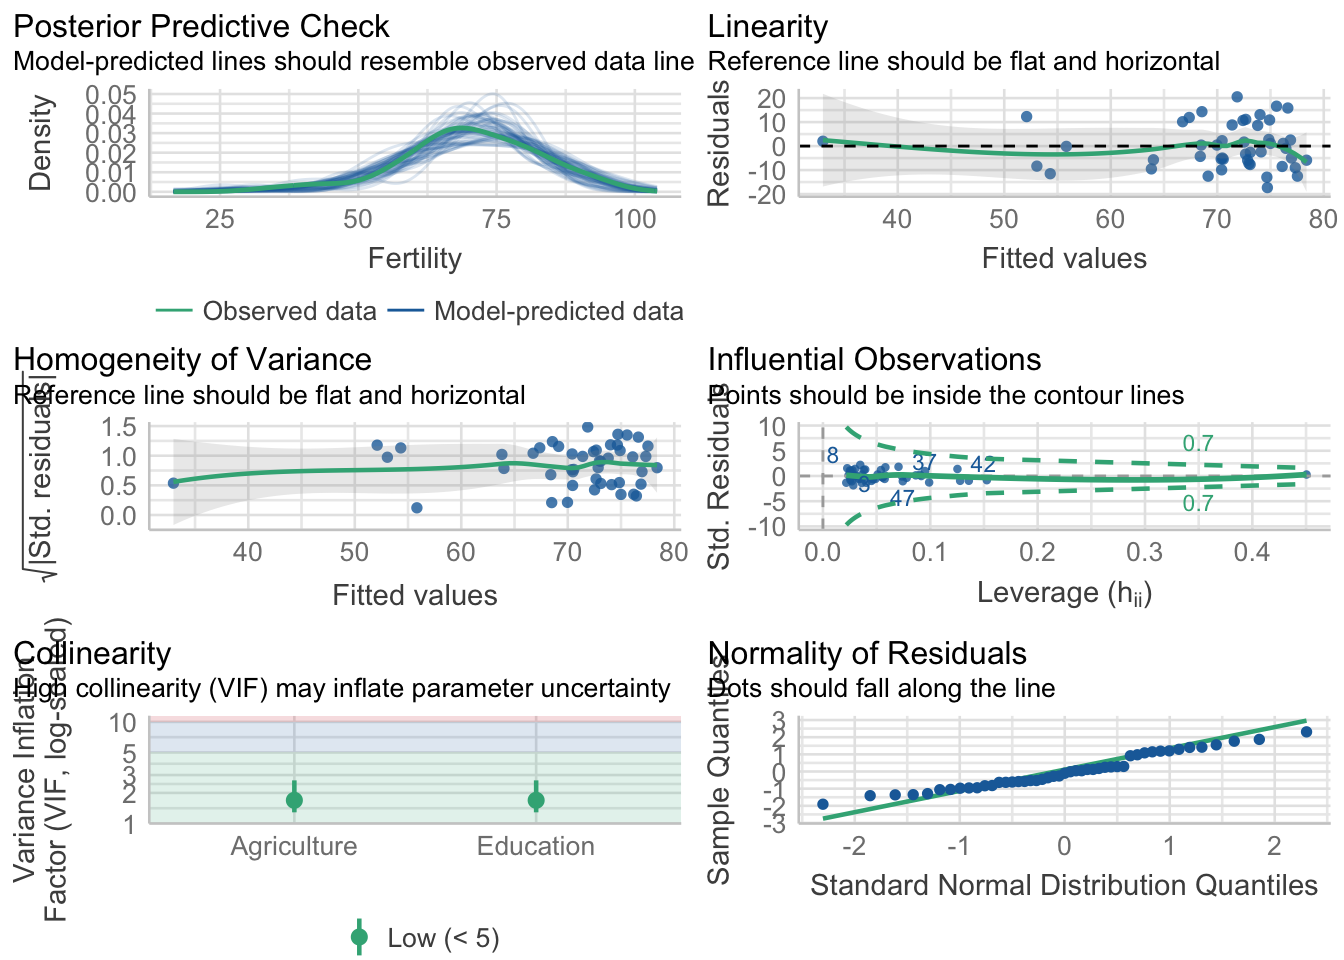 Posterior Predictive Check
Model-predicted lines should resemble observed data line
Density
0.05
0.04
0.03
0.02
0.01
0.00
25 50 75 100
Fertility
Observed data Model-predicted data
Linearity
Reference line should be flat and horizontal
Residuals
20
10
0
-10
-20
40 50 60 70 80
Fitted values
Homogeneity of Variance
Reference line should be flat and horizontal
√|Std. residuals|
1.5
1.0
0.5
0.0
40 50 60 70 80
Fitted values
Influential Observations
Points should be inside the contour lines
Std. Residuals
10
5
0
-5
-10
8
37
42
3
47
0.7
0.7
0.0 0.1 0.2 0.3 0.4
Leverage (hii)
Collinearity
High collinearity (VIF) may inflate parameter uncertainty
Variance Inflation
Factor (VIF, log-scaled)
10
5
3
2
1
Agriculture Education
Low (< 5)
Normality of Residuals
Dots should fall along the line
Sample Quantiles
3
2
1
0
-1
-2
-3
-2 -1 0 1 2
Standard Normal Distribution Quantiles